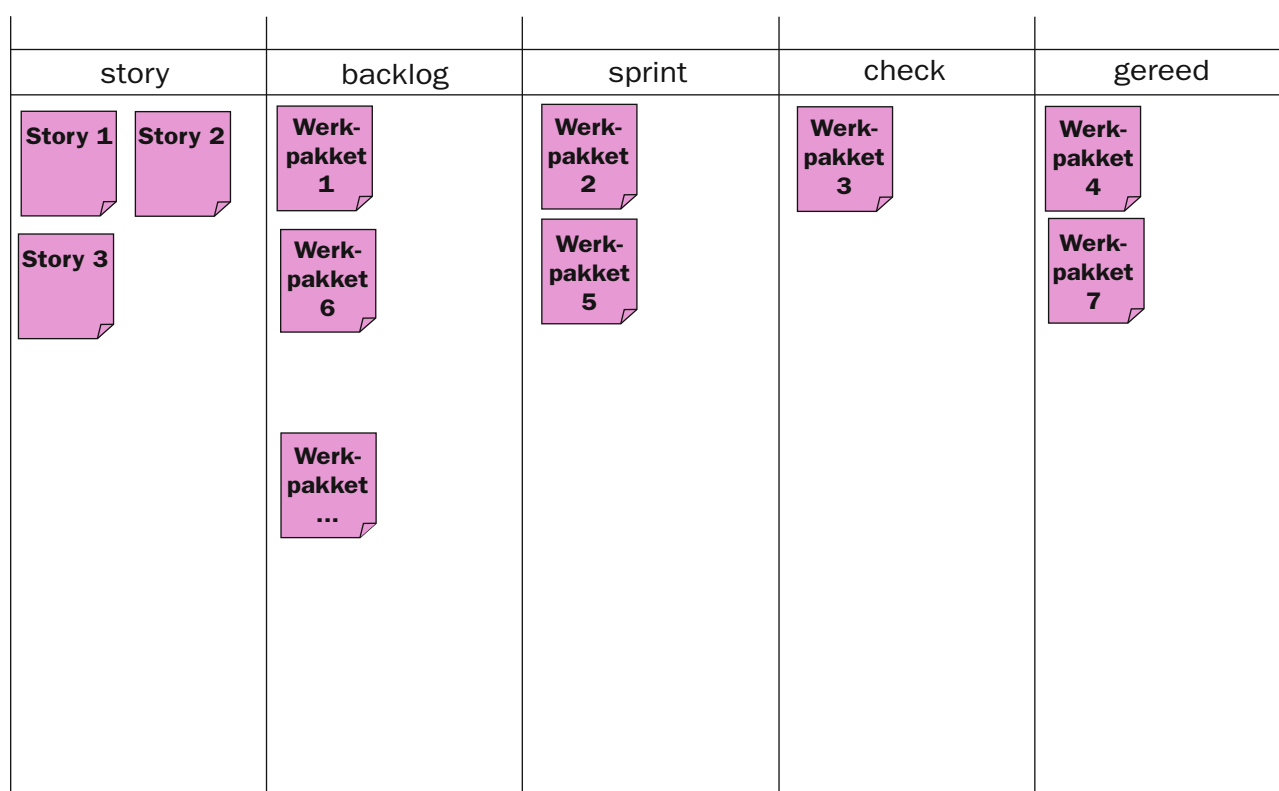 story
backlog
sprint
check
gereed
Story 1
Story 2
Story 3
Werk-
pakket
1
Werk-
pakket
6
Werk-
pakket
...
Werk-
pakket
2
Werk-
pakket
5
Werk-
pakket
3
Werk-
pakket
4
Werk-
pakket
7